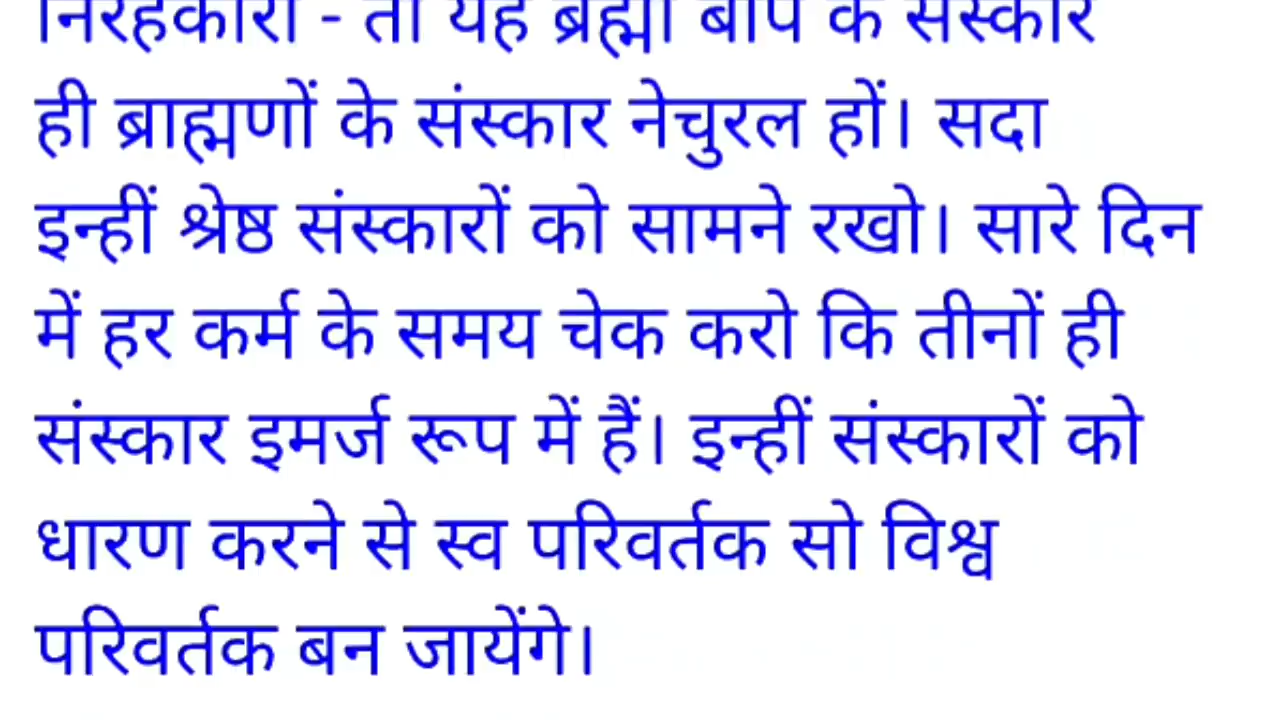 निरहंकारी - तो यह ब्रह्मा बाप के संस्कार
ही ब्राह्मणों के संस्कार नेचुरल हों। सदा
इन्हीं श्रेष्ठ संस्कारों को सामने रखो। सारे दिन
में हर कर्म के समय चेक करो कि तीनों ही
संस्कार इमर्ज रूप में हैं। इन्हीं संस्कारों को
धारण करने से स्व परिवर्तक सो विश्व
परिवर्तक बन जायेंगे।